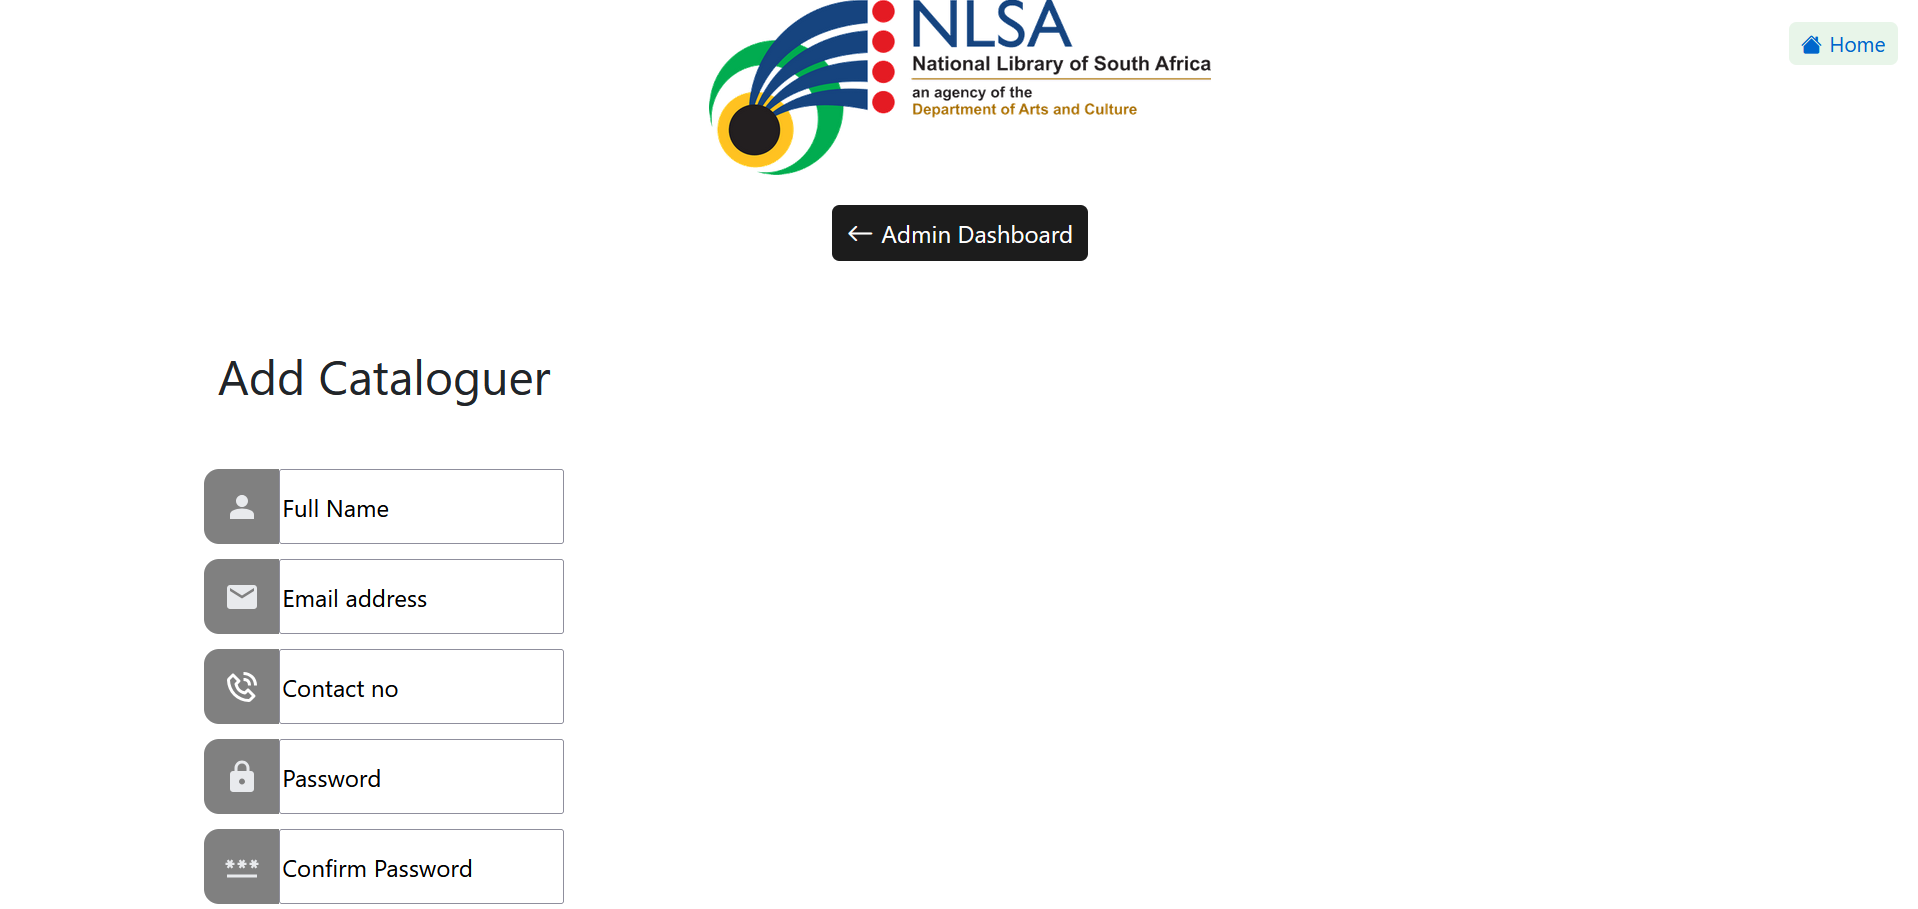 NLSA
National Library of South Africa
an agency of the
Department of Arts and Culture
Home
Admin Dashboard
Add Cataloguer
Full Name
Email address
Contact no
Password
***
Confirm Password